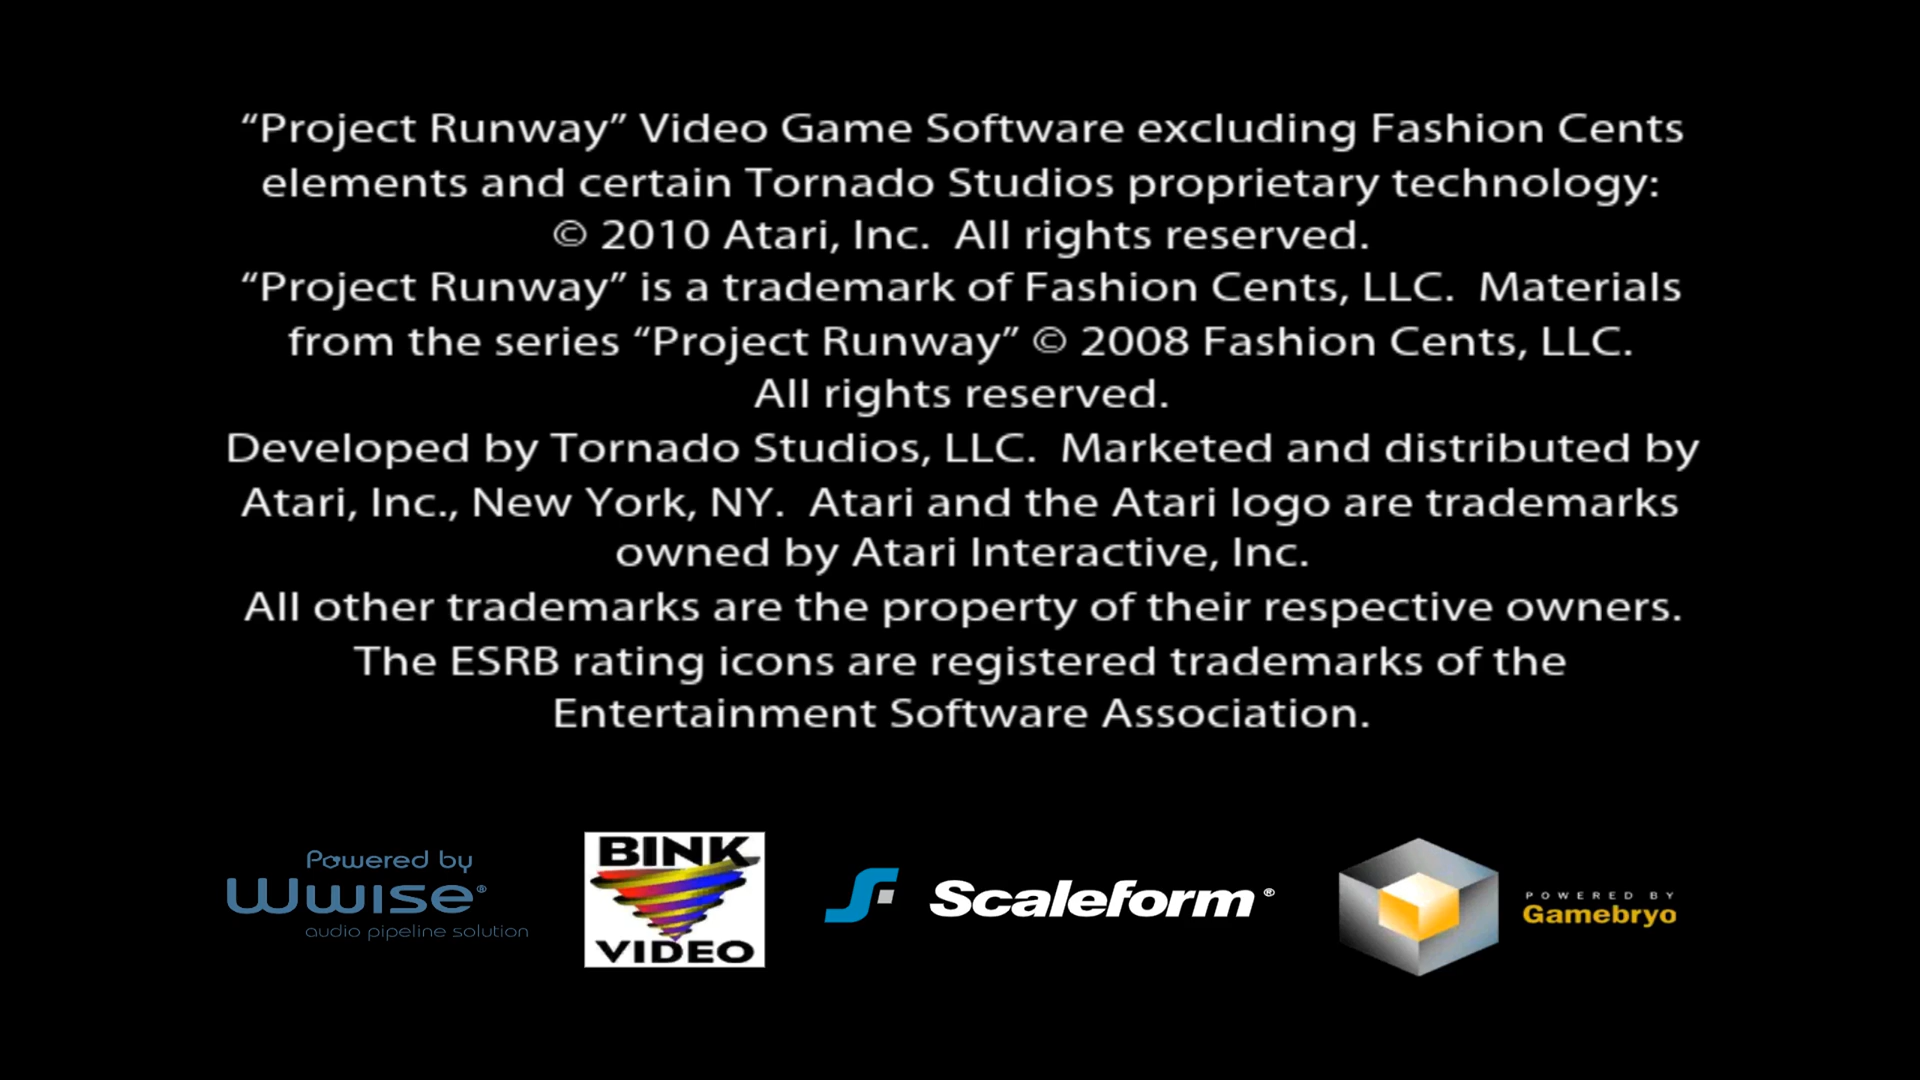 “Project Runway” Video Game Software excluding Fashion Cents
elements and certain Tornado Studios proprietary technology:
© 2010 Atari, Inc.  All rights reserved.
“Project Runway” is a trademark of Fashion Cents, LLC.  Materials
from the series “Project Runway” © 2008 Fashion Cents, LLC.
All rights reserved.
Developed by Tornado Studios, LLC.  Marketed and distributed by
Atari, Inc., New York, NY.  Atari and the Atari logo are trademarks
owned by Atari Interactive, Inc.
All other trademarks are the property of their respective owners.
The ESRB rating icons are registered trademarks of the
Entertainment Software Association.
Powered by
Wwise®
audio pipeline solution
BINK
VIDEO
Scaleform®
POWERED BY
Gamebryo